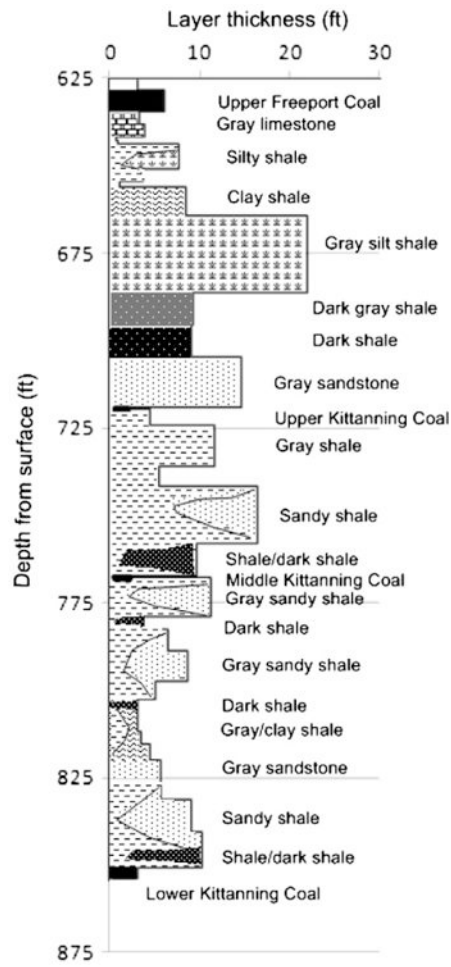 Layer thickness (ft)
0 10 20 30
Depth from surface (ft)
625
Upper Freeport Coal
Gray limestone
Silty shale
Clay shale
Gray silt shale
675
Dark gray shale
Dark shale
Gray sandstone
Upper Kittanning Coal
725
Gray shale
Sandy shale
Shale/dark shale
Middle Kittanning Coal
775
Gray sandy shale
Dark shale
Gray sandy shale
Dark shale
Gray/clay shale
Gray sandstone
825
Sandy shale
Shale/dark shale
Lower Kittanning Coal
875